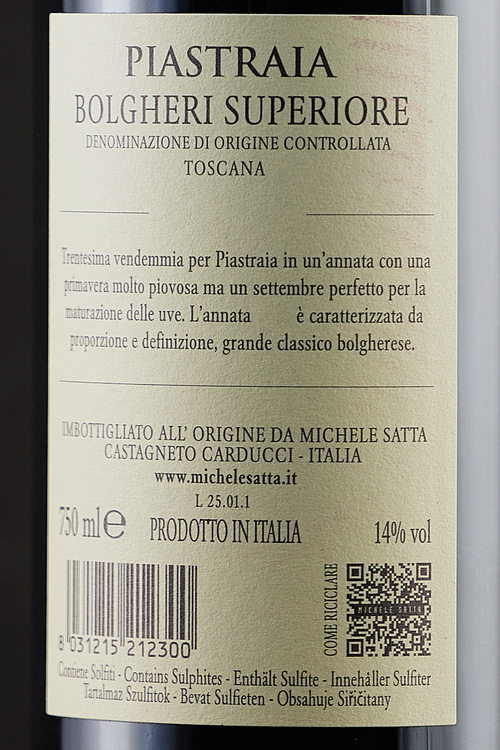 PIASTRAIA
BOLGHERI SUPERIORE
DENOMINAZIONE DI ORIGINE CONTROLLATA
TOSCANA
Trentesima vendemmia per Piastraia in un'annata con una
primavera molto piovosa ma un settembre perfetto per la
maturazione delle uve. L'annata è caratterizzata da
proporzione e definizione, grande classico bolgherese.
IMBOTTIGLIATO ALL' ORIGINE DA MICHELE SATTA
CASTAGNETO CARDUCCI - ITALIA
www.michelesatta.it
L 25.01.1
750 ml e PRODOTTO IN ITALIA 14% vol
COME RICICLARE
MICHELE SATTA
8 031215 212300
Contiene Solfiti - Contains Sulphites - Enthält Sulfite - Innehåller Sulfiter
Tartalmaz Szulfitok - Bevat Sulfieten - Obsahuje Siřičitany